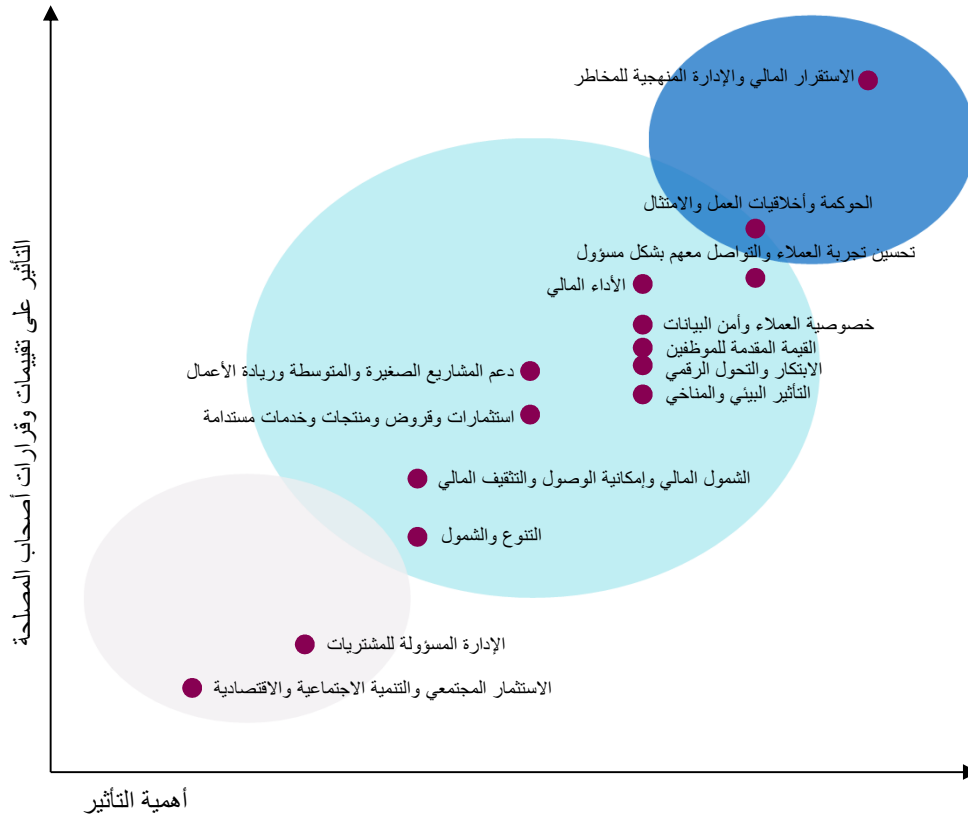 الاستقرار المالي والإدارة المنهجية للمخاطر
الحوكمة وأخلاقيات العمل والامتثال
تحسين تجربة العملاء والتواصل معهم بشكل مسؤول
الأداء المالي
خصوصية العملاء وأمن البيانات
القيمة المقدمة للموظفين
الابتكار والتحول الرقمي
دعم المشاريع الصغيرة والمتوسطة وريادة الأعمال
التأثير البيئي والمناخي
استثمارات وقروض ومنتجات وخدمات مستدامة
الشمول المالي وإمكانية الوصول والتثقيف المالي
التنوع والشمول
الإدارة المسؤولة للمشتريات
الاستثمار المجتمعي والتنمية الاجتماعية والاقتصادية
التأثير على تقييمات وقرارات أصحاب المصلحة
أهمية التأثير